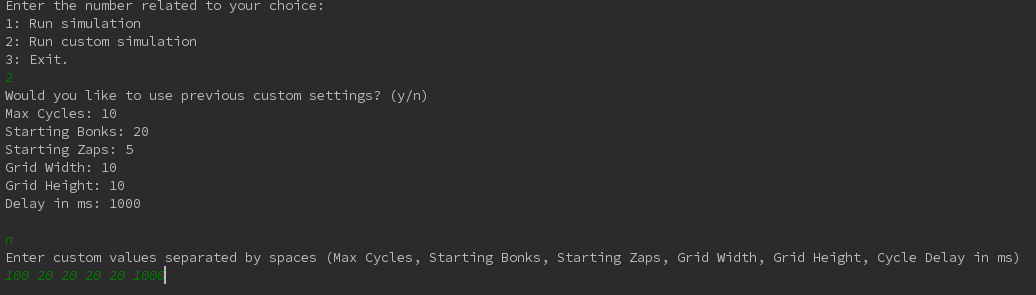 Enter the number related to your choice:
1: Run simulation
2: Run custom simulation
3: Exit.
2
Would you like to use previous custom settings? (y/n)
Max Cycles: 10
Starting Bonks: 20
Starting Zaps: 5
Grid Width: 10
Grid Height: 10
Delay in ms: 1000
n
Enter custom values separated by spaces (Max Cycles, Starting Bonks, Starting Zaps, Grid Width, Grid Height, Cycle Delay in ms)
100 20 20 20 20 1000